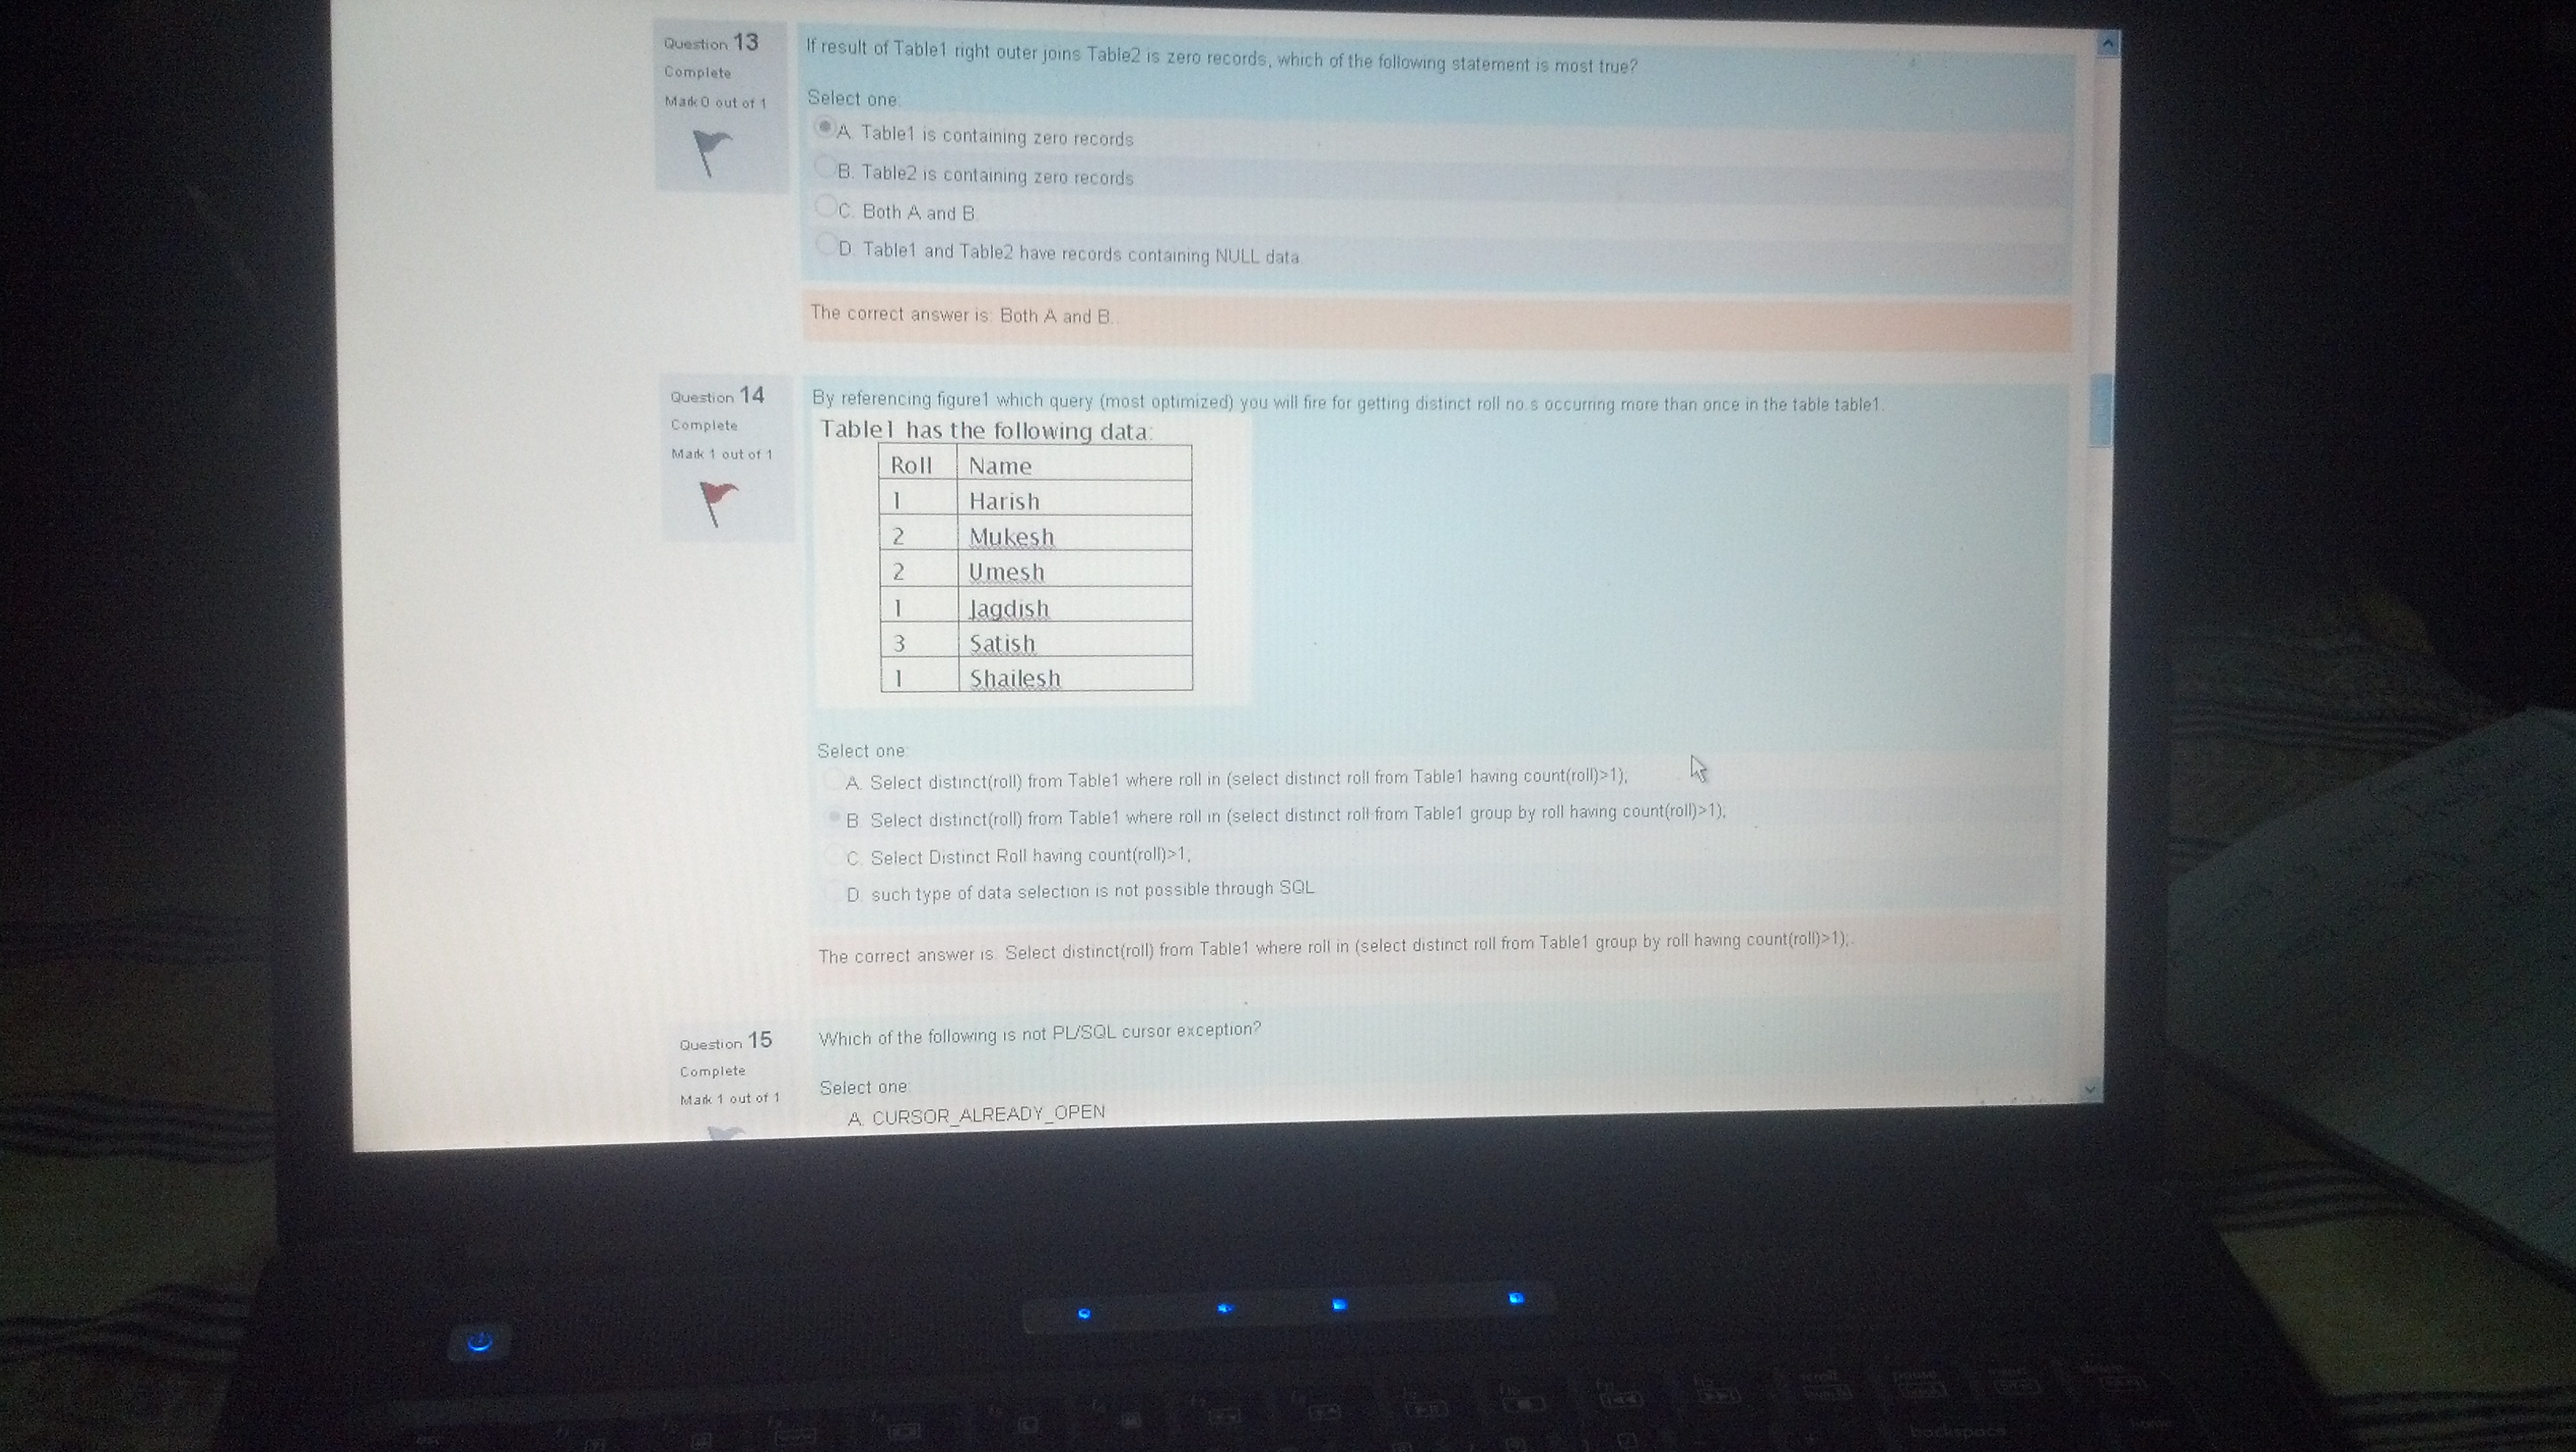 Question 13
Complete
Mark 0 out of 1
If result of Table1 right outer joins Table2 is zero records, which of the following statement is most true?
Select one:
A. Table1 is containing zero records
B. Table2 is containing zero records
C. Both A and B.
D. Table1 and Table2 have records containing NULL data.
The correct answer is: Both A and B..
Question 14
Complete
Mark 1 out of 1
By referencing figure1 which query (most optimized) you will fire for getting distinct roll no.s occurring more than once in the table table1.
Table1 has the following data:
Roll Name
1 Harish
2 Mukesh
2 Umesh
1 Jagdish
3 Satish
1 Shailesh
Select one:
A. Select distinct(roll) from Table1 where roll in (select distinct roll from Table1 having count(roll)>1);
B. Select distinct(roll) from Table1 where roll in (select distinct roll from Table1 group by roll having count(roll)>1);
C. Select Distinct Roll having count(roll)>1;
D. such type of data selection is not possible through SQL
The correct answer is: Select distinct(roll) from Table1 where roll in (select distinct roll from Table1 group by roll having count(roll)>1);.
Question 15
Complete
Mark 1 out of 1
Which of the following is not PL/SQL cursor exception?
Select one:
A. CURSOR_ALREADY_OPEN
backspace